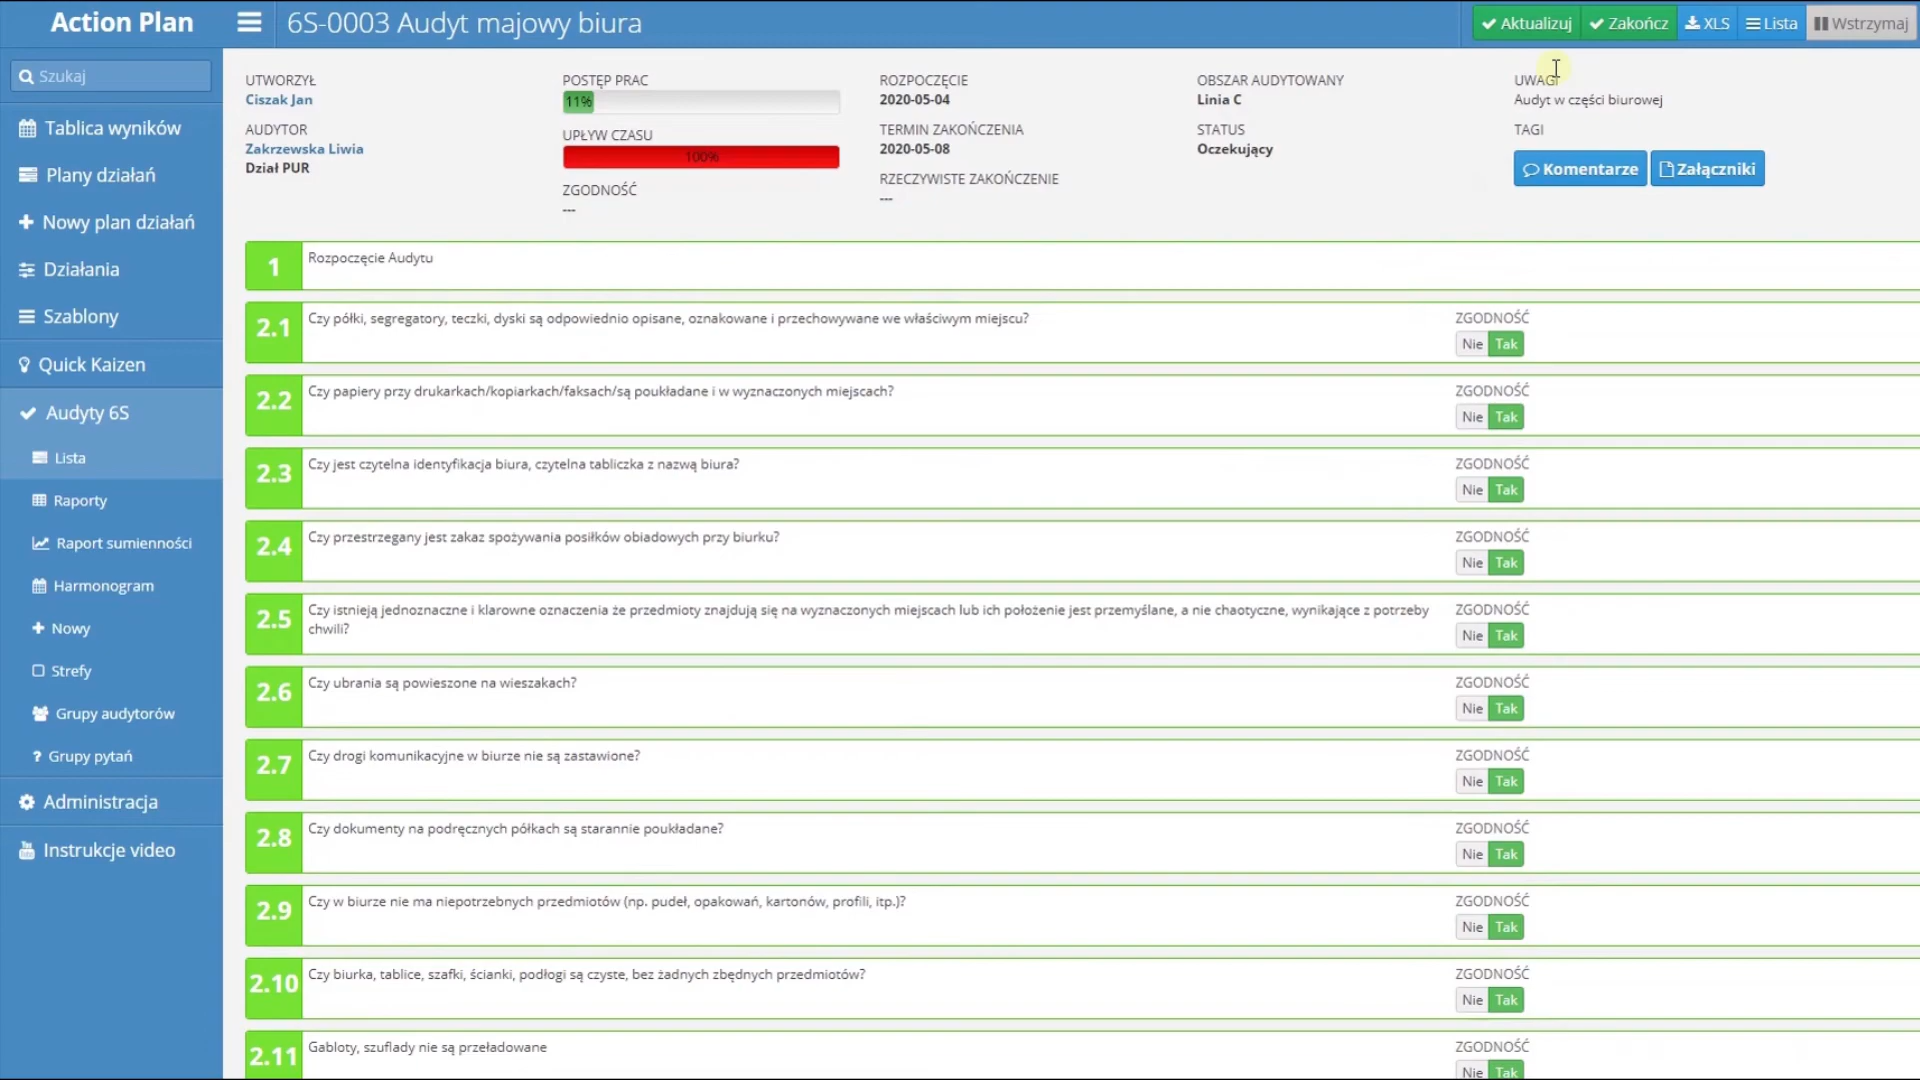 Action Plan
6S-0003 Audyt majowy biura
Aktualizuj
Zakończ
XLS
Lista
Wstrzymaj
Szukaj
Tablica wyników
Plany działań
Nowy plan działań
Działania
Szablony
Quick Kaizen
Audyty 6S
Lista
Raporty
Raport sumienności
Harmonogram
Nowy
Strefy
Grupy audytorów
Grupy pytań
Administracja
Instrukcje video
UTWORZYŁ
Ciszak Jan
AUDYTOR
Zakrzewska Liwia
Dział PUR
POSTĘP PRAC
11%
UPŁYW CZASU
100%
ZGODNOŚĆ
---
ROZPOCZĘCIE
2020-05-04
TERMIN ZAKOŃCZENIA
2020-05-08
RZECZYWISTE ZAKOŃCZENIE
---
OBSZAR AUDYTOWANY
Linia C
STATUS
Oczekujący
UWAGI
Audyt w części biurowej
TAGI
Komentarze
Załączniki
1 Rozpoczęcie Audytu
2.1 Czy półki, segregatory, teczki, dyski są odpowiednio opisane, oznakowane i przechowywane we właściwym miejscu?
ZGODNOŚĆ
Nie Tak
2.2 Czy papiery przy drukarkach/kopiarkach/faksach/są poukładane i w wyznaczonych miejscach?
ZGODNOŚĆ
Nie Tak
2.3 Czy jest czytelna identyfikacja biura, czytelna tabliczka z nazwą biura?
ZGODNOŚĆ
Nie Tak
2.4 Czy przestrzegany jest zakaz spożywania posiłków obiadowych przy biurku?
ZGODNOŚĆ
Nie Tak
2.5 Czy istnieją jednoznaczne i klarowne oznaczenia że przedmioty znajdują się na wyznaczonych miejscach lub ich położenie jest przemyślane, a nie chaotyczne, wynikające z potrzeby
chwili?
ZGODNOŚĆ
Nie Tak
2.6 Czy ubrania są powieszone na wieszakach?
ZGODNOŚĆ
Nie Tak
2.7 Czy drogi komunikacyjne w biurze nie są zastawione?
ZGODNOŚĆ
Nie Tak
2.8 Czy dokumenty na podręcznych półkach są starannie poukładane?
ZGODNOŚĆ
Nie Tak
2.9 Czy w biurze nie ma niepotrzebnych przedmiotów (np. pudeł, opakowań, kartonów, profili, itp.)?
ZGODNOŚĆ
Nie Tak
2.10 Czy biurka, tablice, szafki, ścianki, podłogi są czyste, bez żadnych zbędnych przedmiotów?
ZGODNOŚĆ
Nie Tak
2.11 Gabloty, szuflady nie są przeładowane
ZGODNOŚĆ
Nie Tak